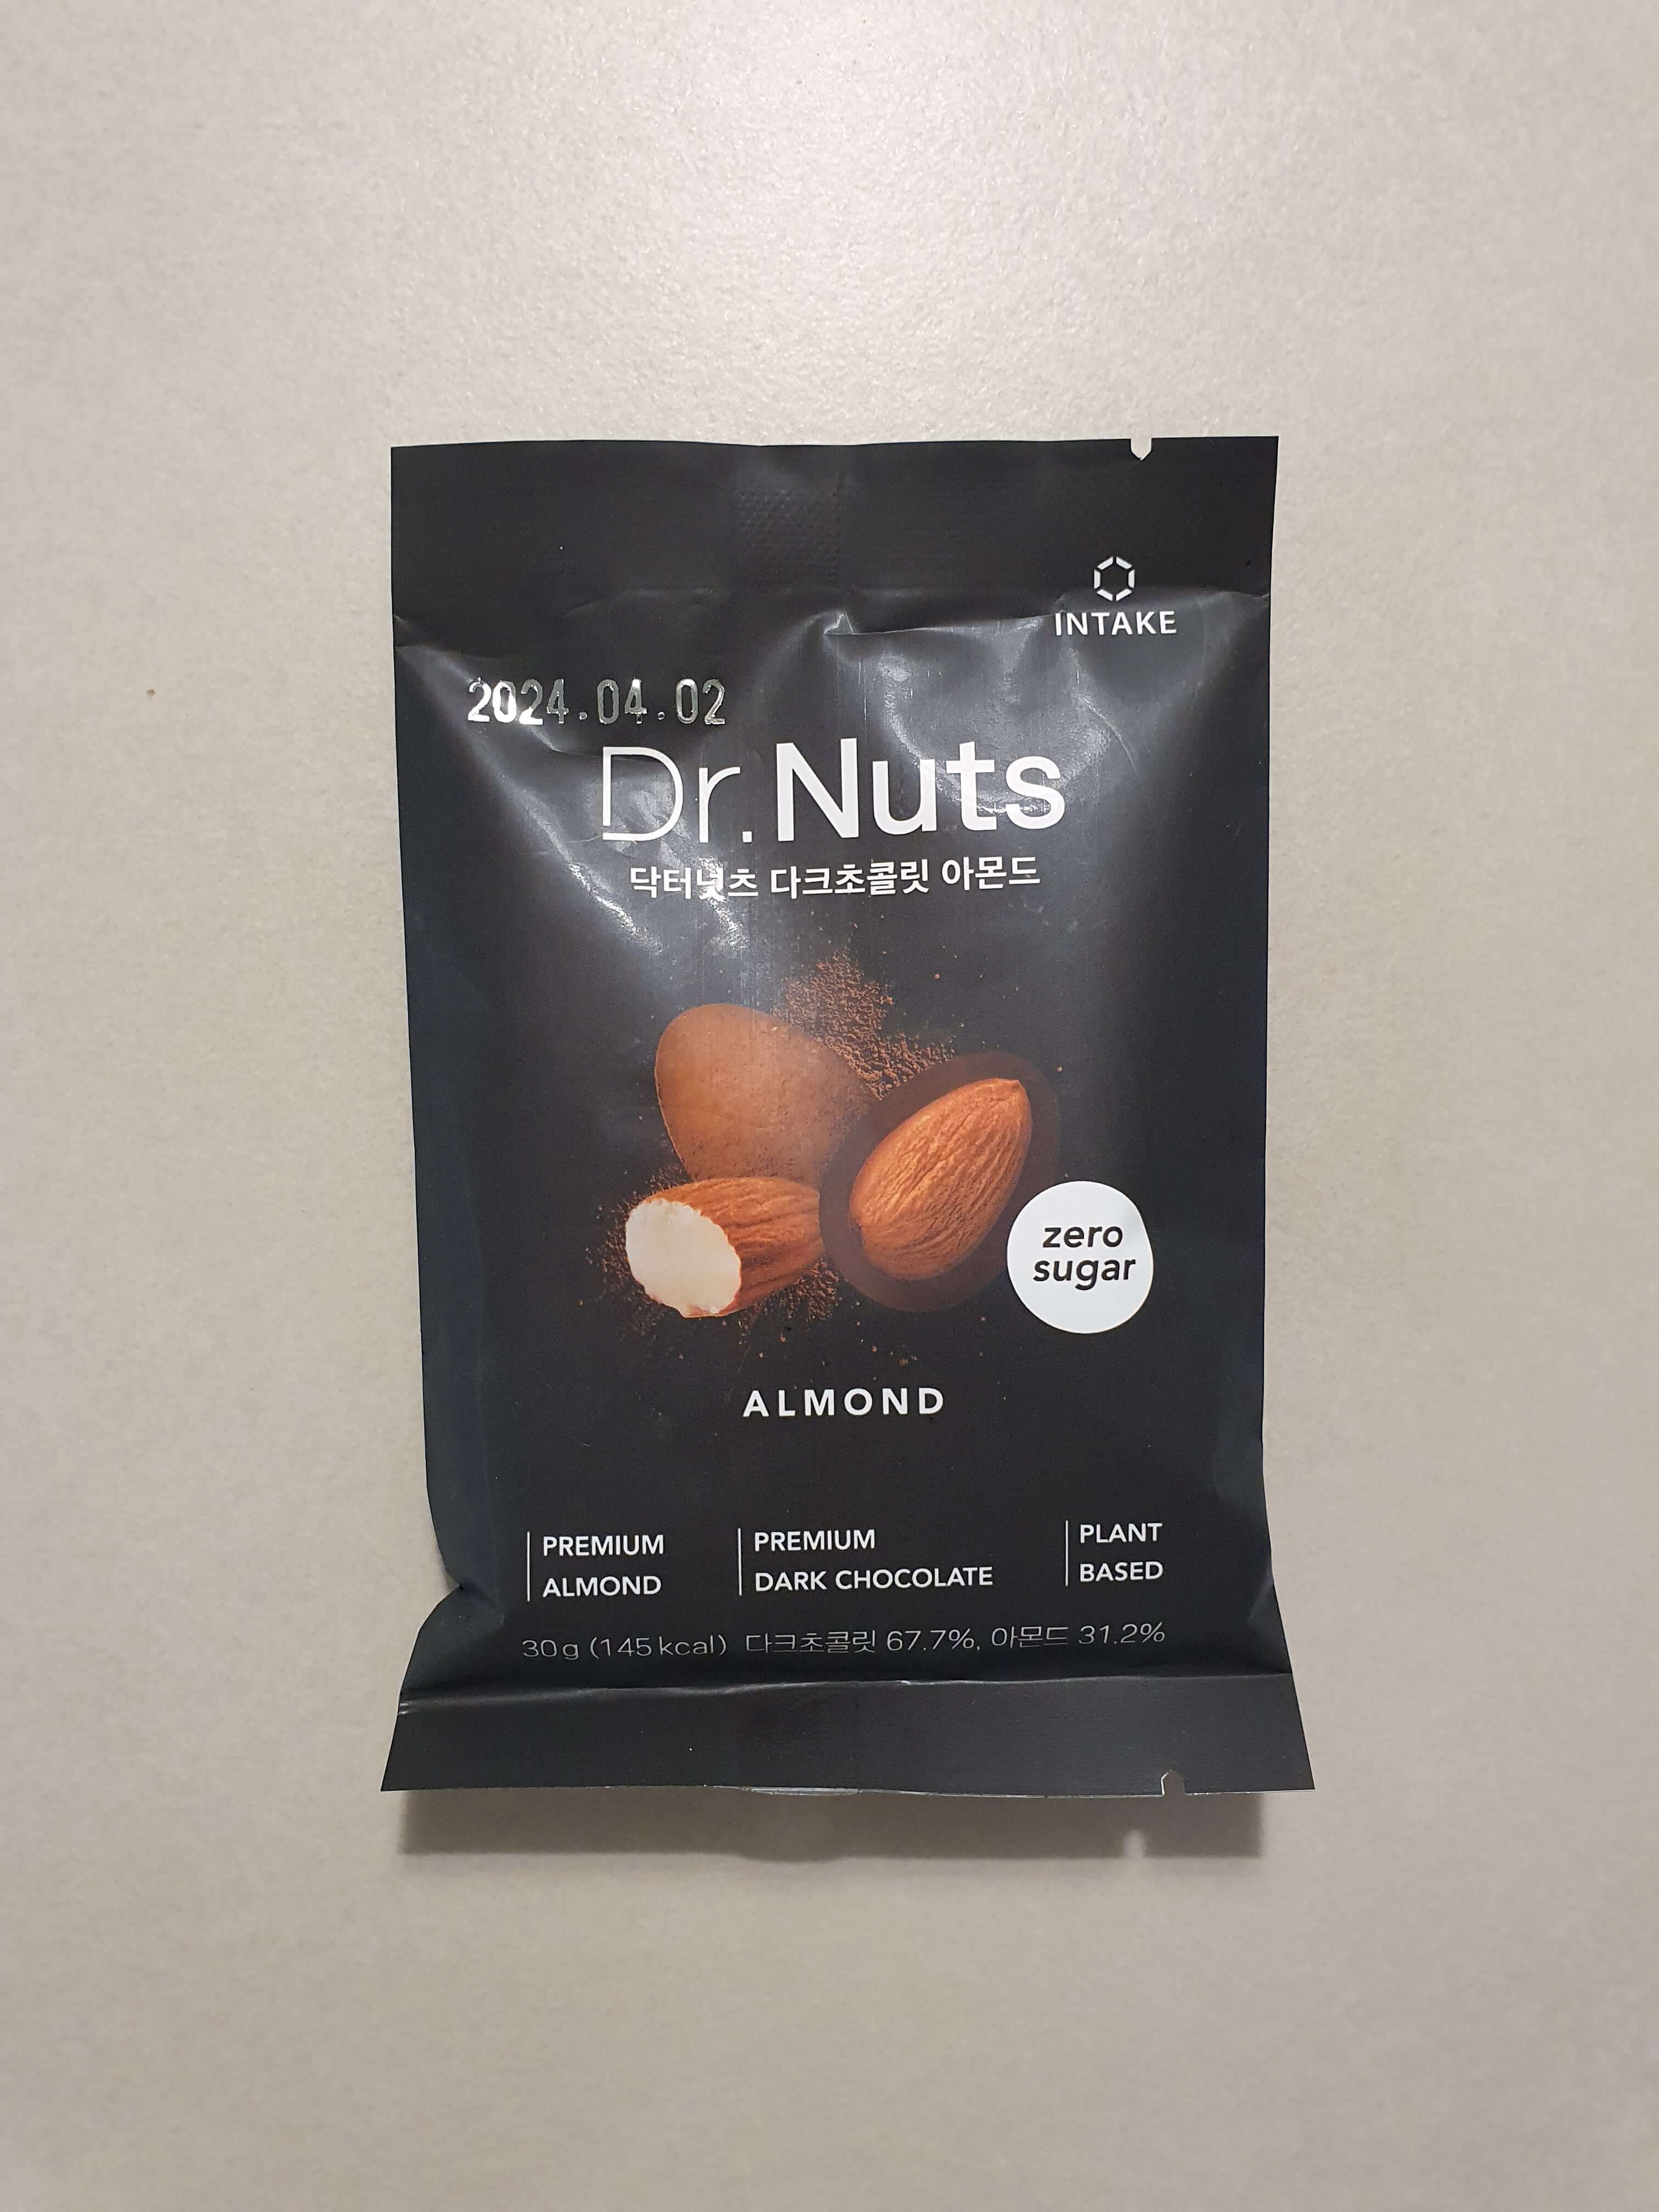 INTAKE
2024.04.02
Dr.Nuts
닥터넛츠 다크초콜릿 아몬드
zero
sugar
ALMOND
PREMIUM
ALMOND
PREMIUM
DARK CHOCOLATE
PLANT
BASED
30g (145kcal) 다크초콜릿 67.7%, 아몬드 31.2%